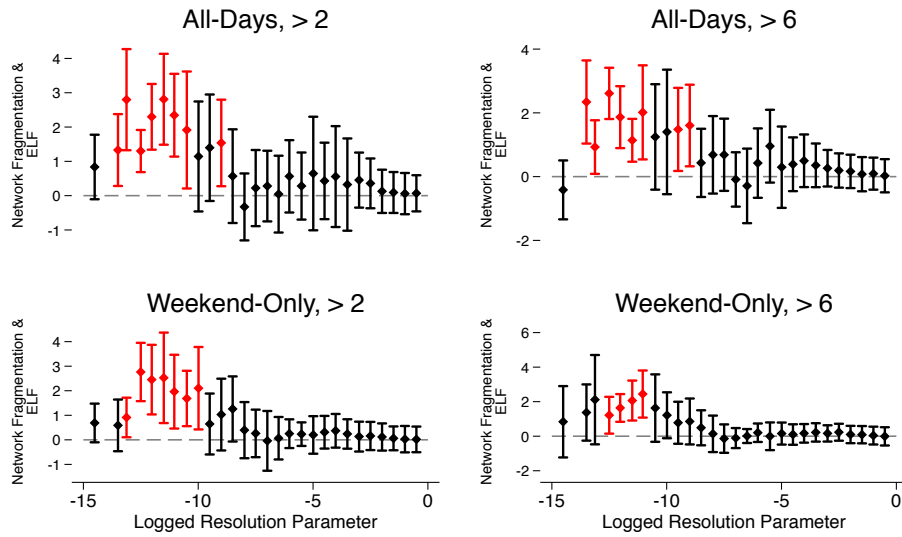 All-Days, > 2
Network Fragmentation &
ELF
4
3
2
1
0
-1
All-Days, > 6
Network Fragmentation &
ELF
4
2
0
-2
Weekend-Only, > 2
Network Fragmentation &
ELF
4
3
2
1
0
-1
-15
-10
-5
0
Logged Resolution Parameter
Weekend-Only, > 6
Network Fragmentation &
ELF
6
4
2
0
-2
-15
-10
-5
0
Logged Resolution Parameter